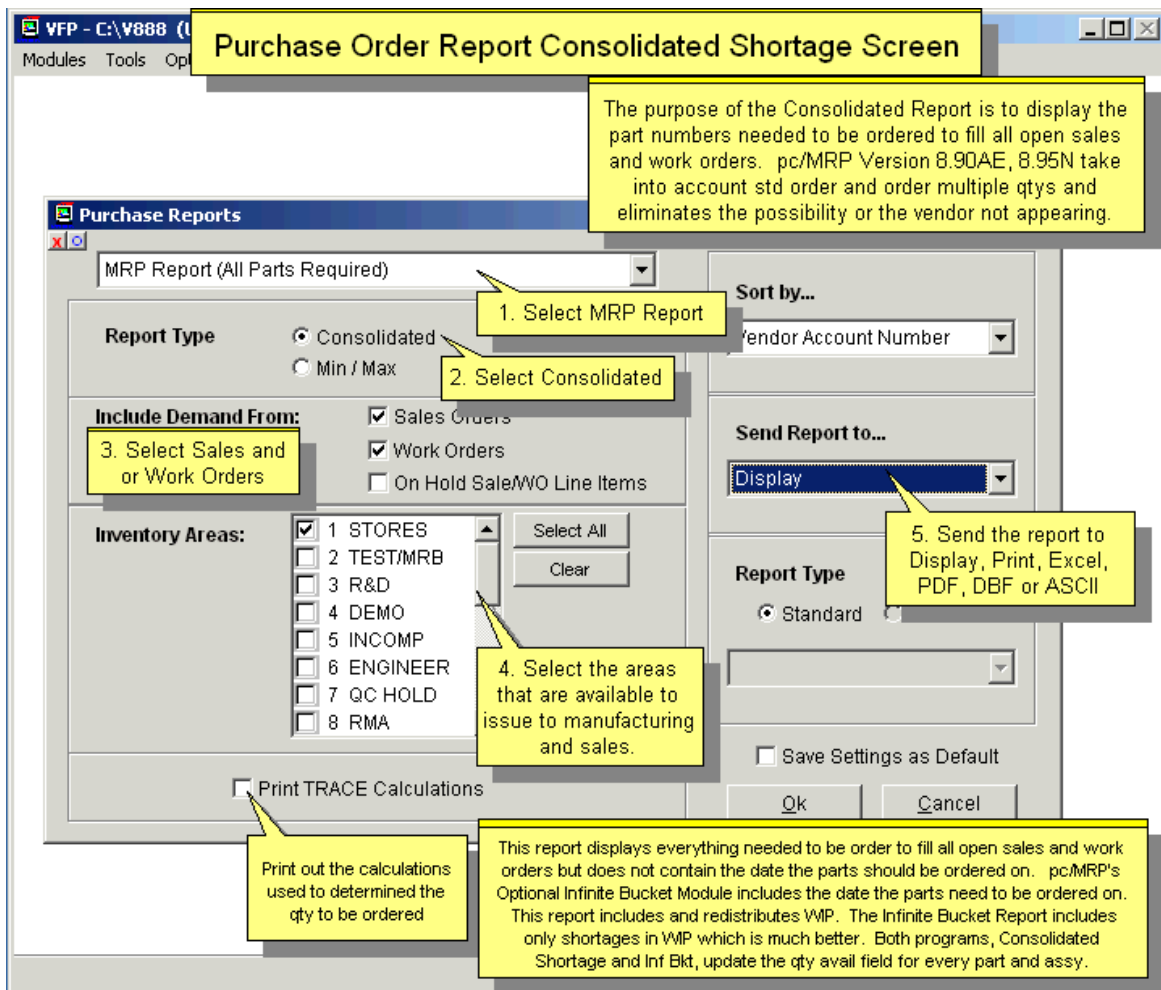 VFP - C:\V888 (U
Purchase Order Report Consolidated Shortage Screen
Modules Tools Opt
The purpose of the Consolidated Report is to display the
part numbers needed to be ordered to fill all open sales
and work orders. pc/MRP Version 8.90AE, 8.95N take
into account std order and order multiple qtys and
eliminates the possibility or the vendor not appearing.
Purchase Reports
MRP Report (All Parts Required)
1. Select MRP Report
Report Type
Consolidated
Min / Max
2. Select Consolidated
Include Demand From:
Sales Orders
Work Orders
On Hold Sale/WO Line Items
3. Select Sales and
or Work Orders
Inventory Areas:
1 STORES
2 TEST/MRB
3 R&D
4 DEMO
5 INCOMP
6 ENGINEER
7 QC HOLD
8 RMA
Select All
Clear
4. Select the areas
that are available to
issue to manufacturing
and sales.
Print TRACE Calculations
Print out the calculations
used to determined the
qty to be ordered
Sort by...
Vendor Account Number
Send Report to...
Display
5. Send the report to
Display, Print, Excel,
PDF, DBF or ASCII
Report Type
Standard
Save Settings as Default
Ok
Cancel
This report displays everything needed to be order to fill all open sales and work
orders but does not contain the date the parts should be ordered on. pc/MRP's
Optional Infinite Bucket Module includes the date the parts need to be ordered on.
This report includes and redistributes WIP. The Infinite Bucket Report includes
only shortages in WIP which is much better. Both programs, Consolidated
Shortage and Inf Bkt, update the qty avail field for every part and assy.